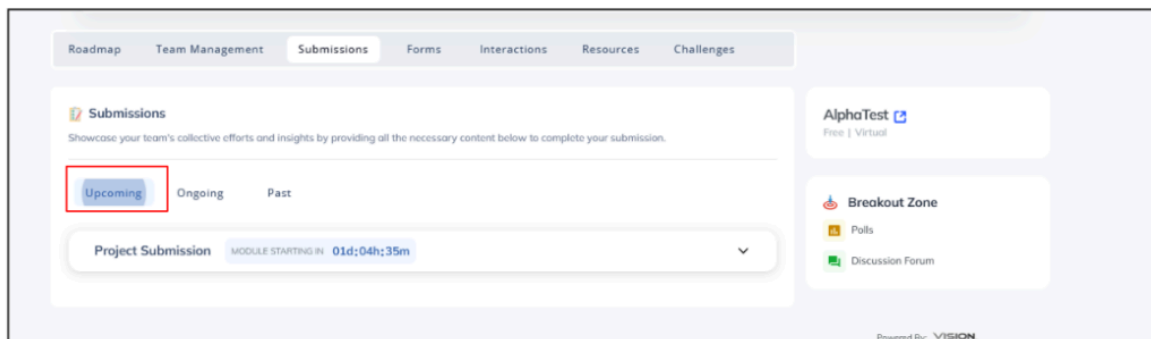 Roadmap Team Management Submissions Forms Interactions Resources Challenges
Submissions
Showcase your team's collective efforts and insights by providing all the necessary content below to complete your submission.
Upcoming Ongoing Past
Project Submission MODULE STARTING IN 01d:04h:35m
AlphaTest
Free | Virtual
Breakout Zone
Polls
Discussion Forum
Powered By: VISION